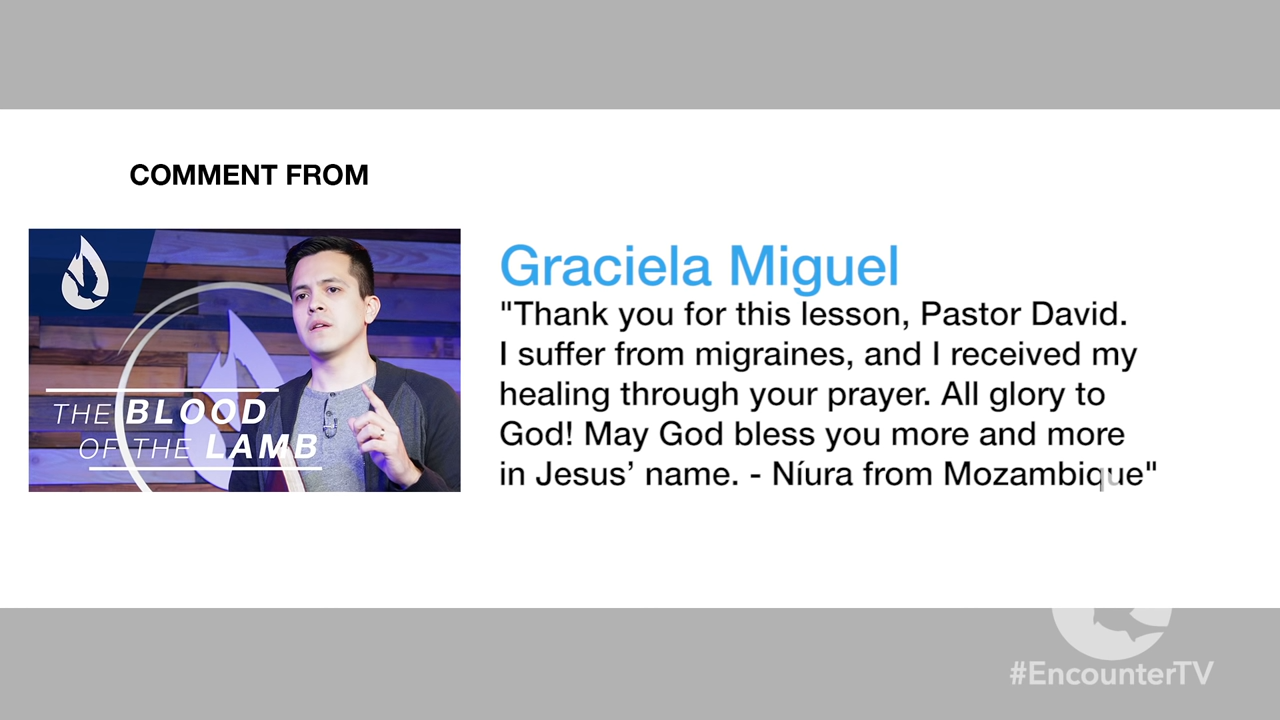 COMMENT FROM
THE BLOOD
OF THE LAMB
Graciela Miguel
"Thank you for this lesson, Pastor David.
I suffer from migraines, and I received my
healing through your prayer. All glory to
God! May God bless you more and more
in Jesus’ name. - Níura from Mozambique"
#EncounterTV